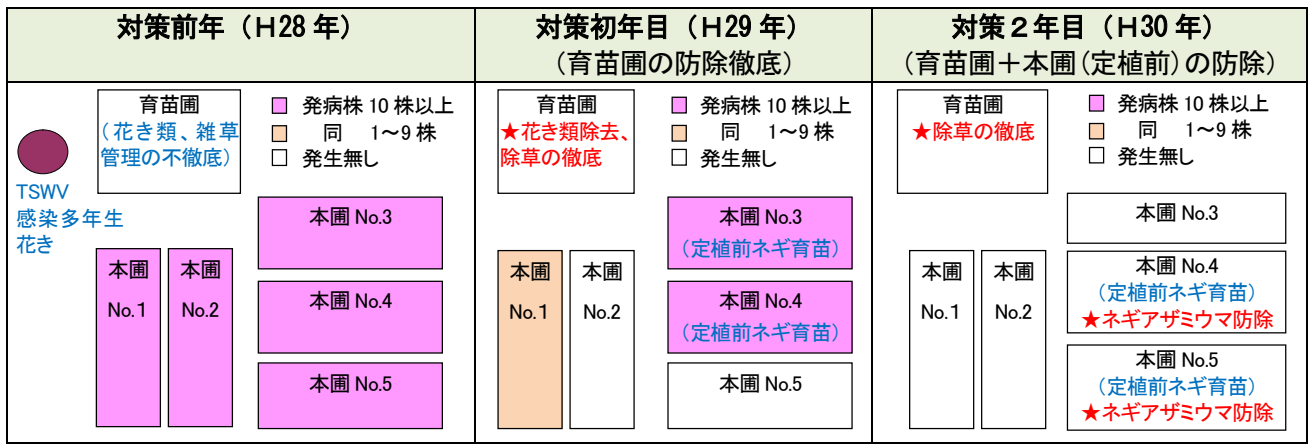 対策前年（Ｈ28 年）
育苗圃
（花き類、雑草
管理の不徹底）
発病株 10 株以上
同　1～9 株
発生無し
TSWV
感染多年生
花き
本圃
No.1
本圃
No.2
本圃 No.3
本圃 No.4
本圃 No.5
対策初年目（Ｈ29 年）
（育苗圃の防除徹底）
育苗圃
★花き類除去、
除草の徹底
発病株 10 株以上
同　1～9 株
発生無し
本圃
No.1
本圃
No.2
本圃 No.3
（定植前ネギ育苗）
本圃 No.4
（定植前ネギ育苗）
本圃 No.5
対策２年目（Ｈ30 年）
（育苗圃＋本圃（定植前）の防除）
育苗圃
★除草の徹底
発病株 10 株以上
同　1～9 株
発生無し
本圃
No.1
本圃
No.2
本圃 No.3
本圃 No.4
（定植前ネギ育苗）
★ネギアザミウマ防除
本圃 No.5
（定植前ネギ育苗）
★ネギアザミウマ防除